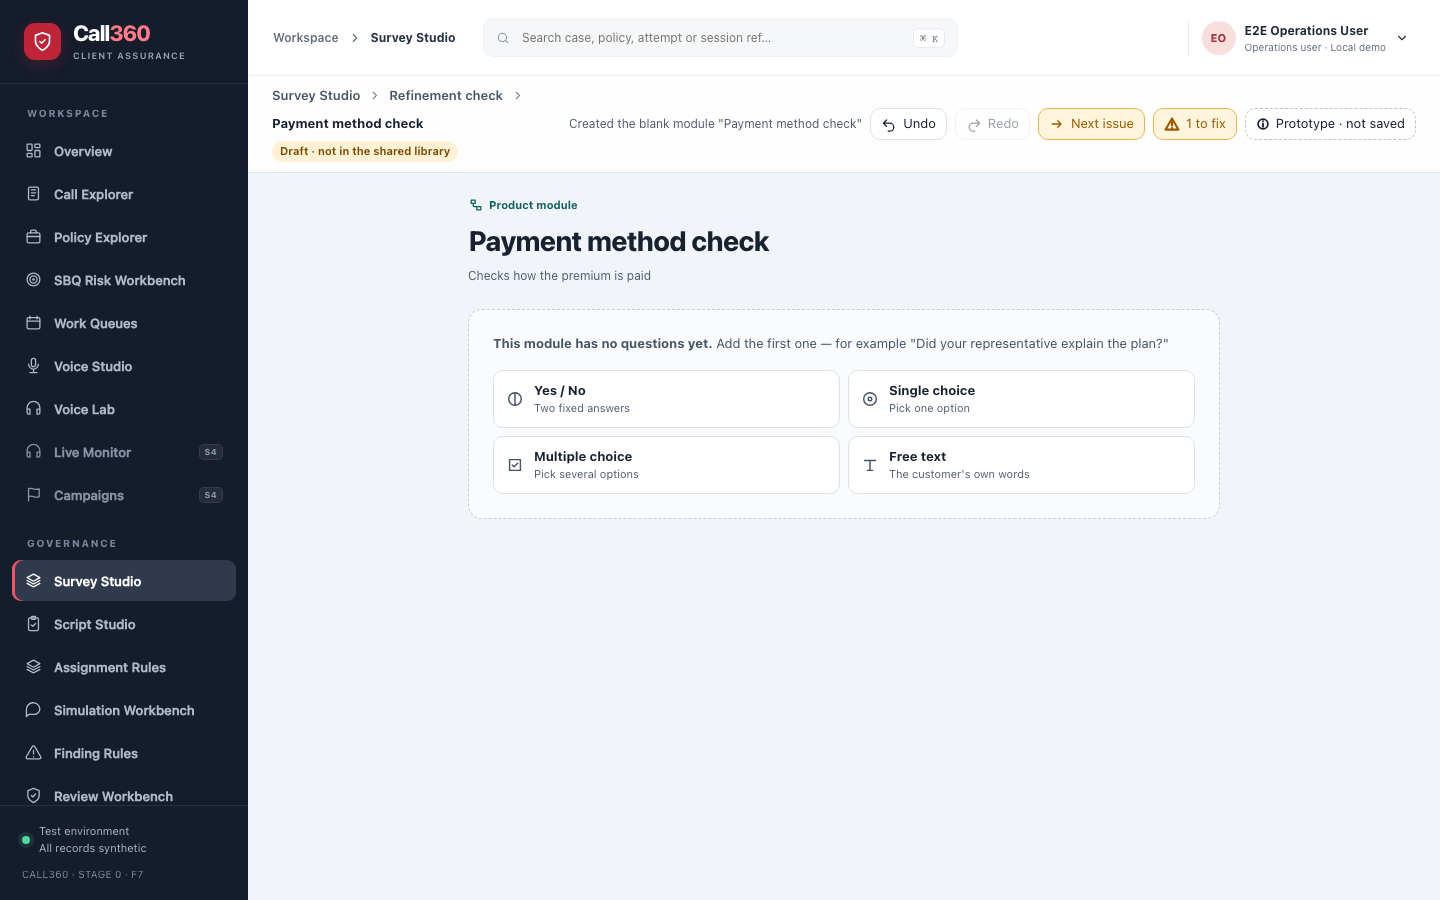 Call360
CLIENT ASSURANCE
WORKSPACE
Overview
Call Explorer
Policy Explorer
SBQ Risk Workbench
Work Queues
Voice Studio
Voice Lab
Live Monitor S4
Campaigns S4
GOVERNANCE
Survey Studio
Script Studio
Assignment Rules
Simulation Workbench
Finding Rules
Review Workbench
Test environment
All records synthetic
CALL360 · STAGE 0 · F7
Workspace > Survey Studio
Search case, policy, attempt or session ref... ⌘ K
EO
E2E Operations User
Operations user · Local demo
Survey Studio > Refinement check >
Payment method check
Draft · not in the shared library
Created the blank module "Payment method check"
Undo
Redo
Next issue
1 to fix
Prototype · not saved
Product module
Payment method check
Checks how the premium is paid
This module has no questions yet. Add the first one — for example "Did your representative explain the plan?"
Yes / No
Two fixed answers
Single choice
Pick one option
Multiple choice
Pick several options
Free text
The customer's own words